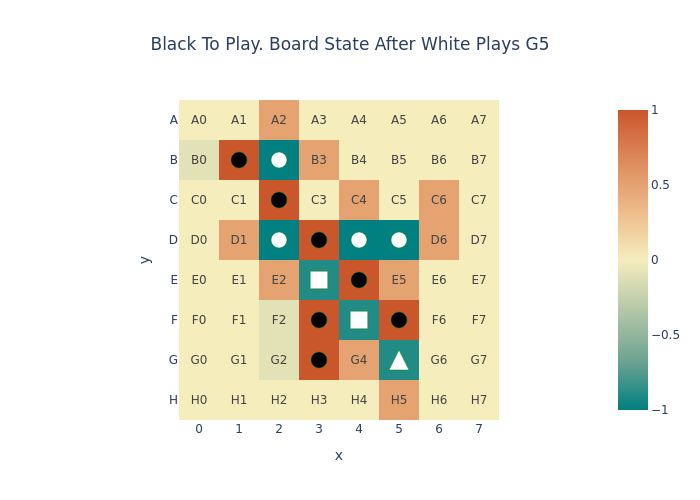 Black To Play. Board State After White Plays G5
A A0 A1 A2 A3 A4 A5 A6 A7
B B0 B3 B4 B5 B6 B7
C C0 C1 C3 C4 C5 C6 C7
D D0 D1 D6 D7
E E0 E1 E2 E5 E6 E7
F F0 F1 F2 F6 F7
G G0 G1 G2 G4 G6 G7
H H0 H1 H2 H3 H4 H5 H6 H7
0 1 2 3 4 5 6 7
x
y
1
0.5
0
−0.5
−1